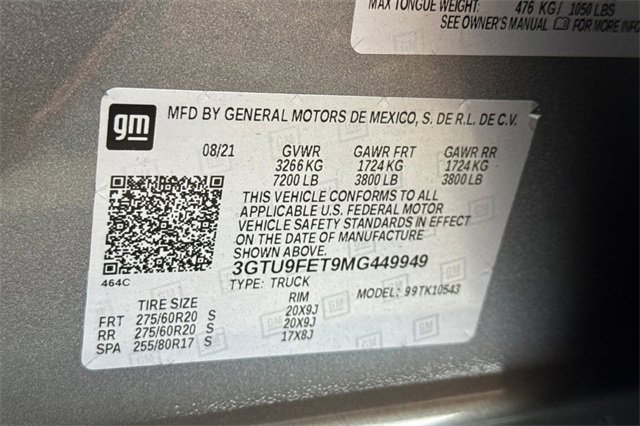 MAX TONGUE WEIGHT: 476 KG / 1050 LBS
SEE OWNER'S MANUAL FOR MORE INFO
gm
MFD BY GENERAL MOTORS DE MEXICO, S. DE R.L. DE C.V.
08/21 GVWR GAWR FRT GAWR RR
3266 KG 1724 KG 1724 KG
7200 LB 3800 LB 3800 LB
THIS VEHICLE CONFORMS TO ALL
APPLICABLE U.S. FEDERAL MOTOR
VEHICLE SAFETY STANDARDS IN EFFECT
ON THE DATE OF MANUFACTURE
SHOWN ABOVE.
3GTU9FET9MG449949
464C
TYPE: TRUCK
MODEL: 99TK10543
TIRE SIZE RIM
FRT 275/60R20 S 20X9J
RR 275/60R20 S 20X9J
SPA 255/80R17 S 17X8J